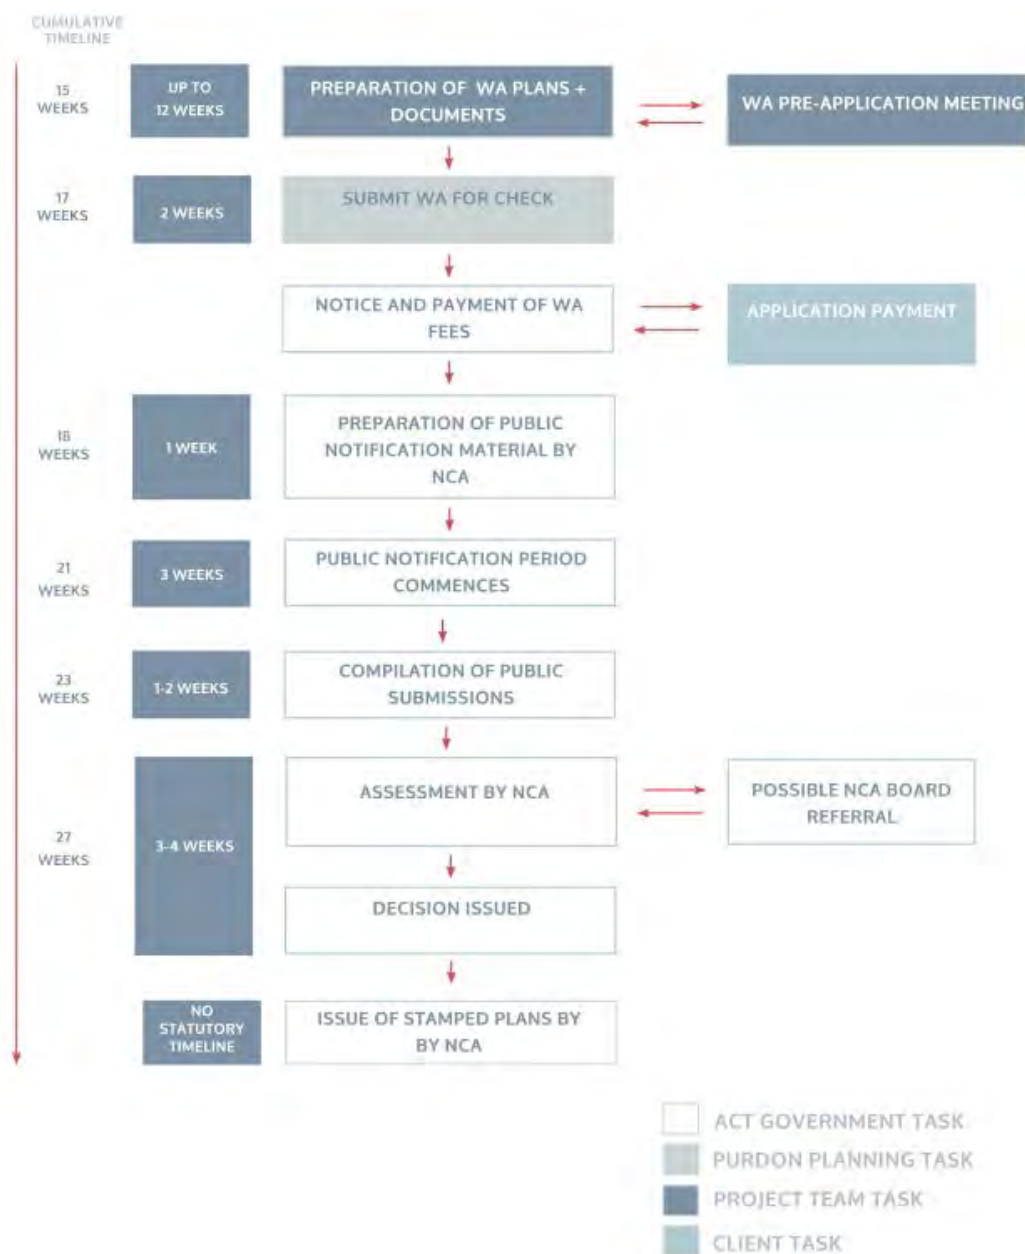 CUMULATIVE
TIMELINE
15
WEEKS
UP TO
12 WEEKS
PREPARATION OF WA PLANS +
DOCUMENTS
WA PRE-APPLICATION MEETING
17
WEEKS
2 WEEKS
SUBMIT WA FOR CHECK
NOTICE AND PAYMENT OF WA
FEES
APPLICATION PAYMENT
18
WEEKS
1 WEEK
PREPARATION OF PUBLIC
NOTIFICATION MATERIAL BY
NCA
21
WEEKS
3 WEEKS
PUBLIC NOTIFICATION PERIOD
COMMENCES
23
WEEKS
1-2 WEEKS
COMPILATION OF PUBLIC
SUBMISSIONS
27
WEEKS
3-4 WEEKS
ASSESSMENT BY NCA
POSSIBLE NCA BOARD
REFERRAL
DECISION ISSUED
NO
STATUTORY
TIMELINE
ISSUE OF STAMPED PLANS BY
BY NCA
ACT GOVERNMENT TASK
PURDON PLANNING TASK
PROJECT TEAM TASK
CLIENT TASK